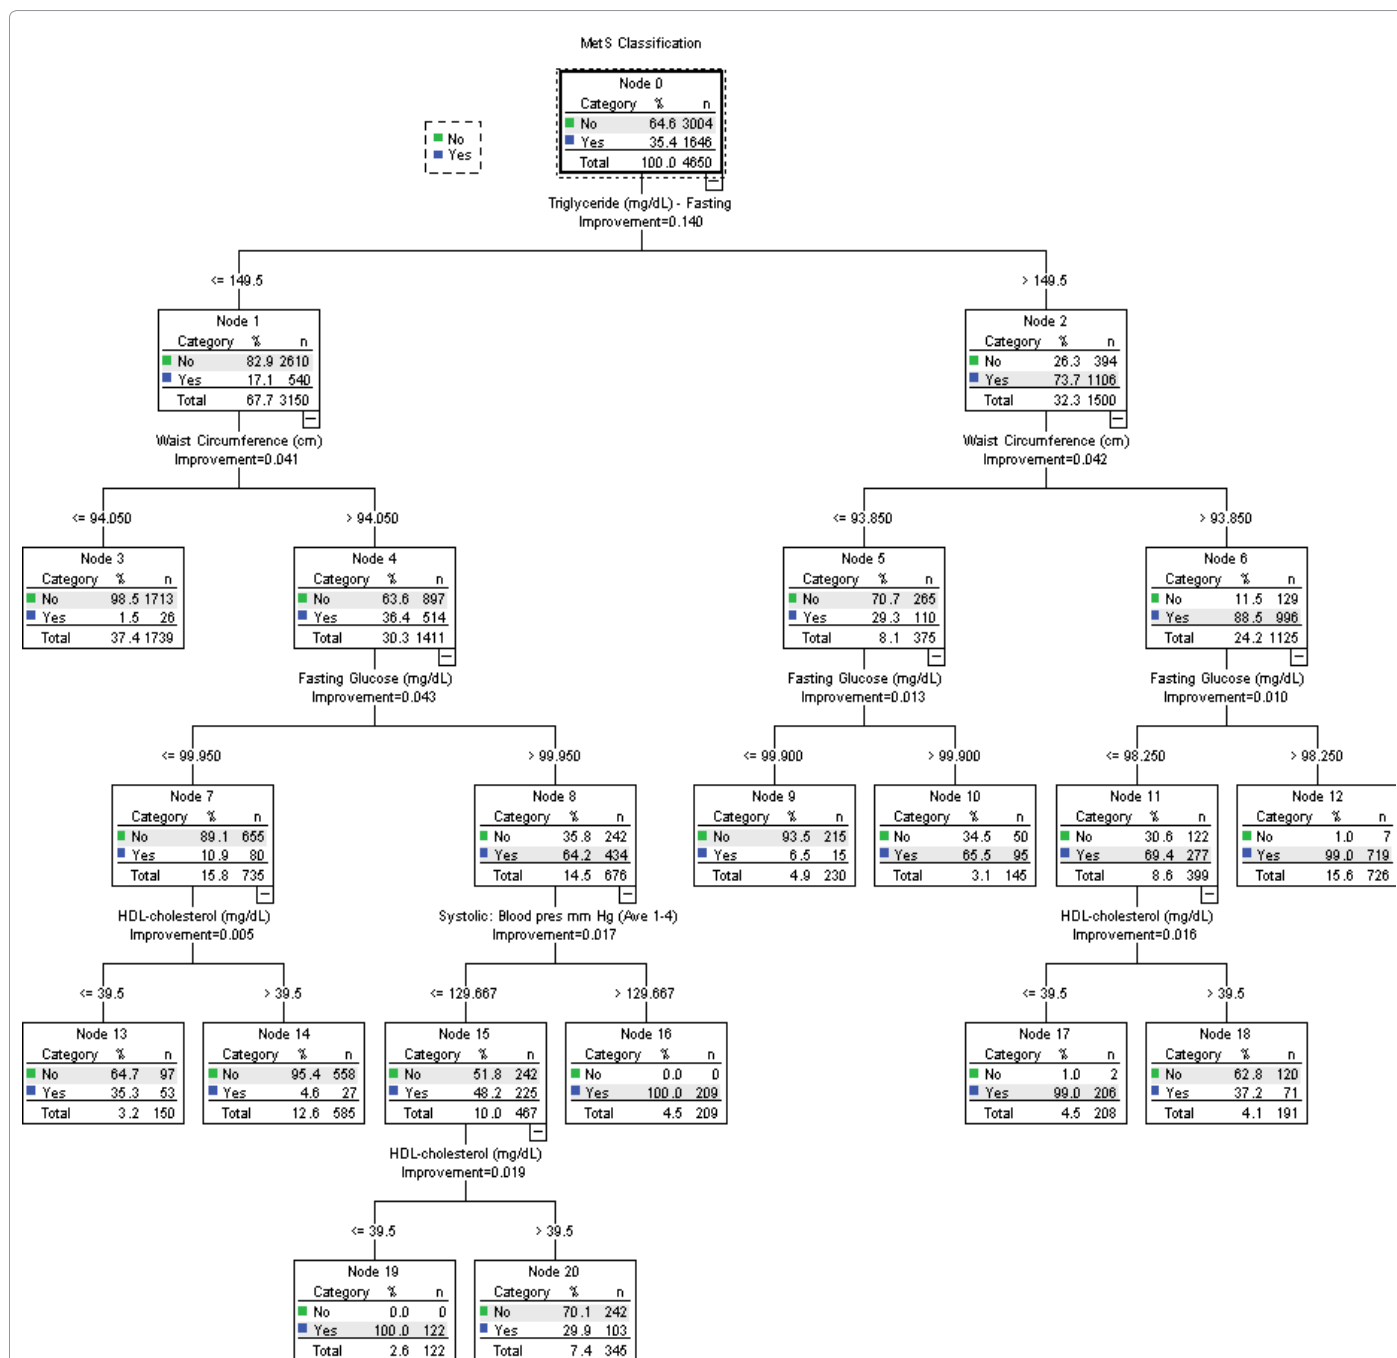 MetS Classification
No
Yes
Node 0
Category % n
No 64.6 3004
Yes 35.4 1646
Total 100.0 4650
Triglyceride (mg/dL) - Fasting
Improvement=0.140
<= 149.5
> 149.5
Node 1
Category % n
No 82.9 2610
Yes 17.1 540
Total 67.7 3150
Waist Circumference (cm)
Improvement=0.041
Node 2
Category % n
No 26.3 394
Yes 73.7 1106
Total 32.3 1500
Waist Circumference (cm)
Improvement=0.042
<= 94.050
> 94.050
<= 93.850
> 93.850
Node 3
Category % n
No 98.5 1713
Yes 1.5 26
Total 37.4 1739
Node 4
Category % n
No 63.6 897
Yes 36.4 514
Total 30.3 1411
Fasting Glucose (mg/dL)
Improvement=0.043
Node 5
Category % n
No 70.7 265
Yes 29.3 110
Total 8.1 375
Fasting Glucose (mg/dL)
Improvement=0.013
Node 6
Category % n
No 11.5 129
Yes 88.5 996
Total 24.2 1125
Fasting Glucose (mg/dL)
Improvement=0.010
<= 99.950
> 99.950
<= 99.900
> 99.900
<= 98.250
> 98.250
Node 7
Category % n
No 89.1 655
Yes 10.9 80
Total 15.8 735
HDL-cholesterol (mg/dL)
Improvement=0.005
Node 8
Category % n
No 35.8 242
Yes 64.2 434
Total 14.5 676
Systolic: Blood pres mm Hg (Ave 1-4)
Improvement=0.017
Node 9
Category % n
No 93.5 215
Yes 6.5 15
Total 4.9 230
Node 10
Category % n
No 34.5 50
Yes 65.5 95
Total 3.1 145
Node 11
Category % n
No 30.6 122
Yes 69.4 277
Total 8.6 399
HDL-cholesterol (mg/dL)
Improvement=0.016
Node 12
Category % n
No 1.0 7
Yes 99.0 719
Total 15.6 726
<= 39.5
> 39.5
<= 129.667
> 129.667
<= 39.5
> 39.5
Node 13
Category % n
No 64.7 97
Yes 35.3 53
Total 3.2 150
Node 14
Category % n
No 95.4 558
Yes 4.6 27
Total 12.6 585
Node 15
Category % n
No 51.8 242
Yes 48.2 225
Total 10.0 467
HDL-cholesterol (mg/dL)
Improvement=0.019
Node 16
Category % n
No 0.0 0
Yes 100.0 209
Total 4.5 209
Node 17
Category % n
No 1.0 2
Yes 99.0 206
Total 4.5 208
Node 18
Category % n
No 62.8 120
Yes 37.2 71
Total 4.1 191
<= 39.5
> 39.5
Node 19
Category % n
No 0.0 0
Yes 100.0 122
Total 2.6 122
Node 20
Category % n
No 70.1 242
Yes 29.9 103
Total 7.4 345